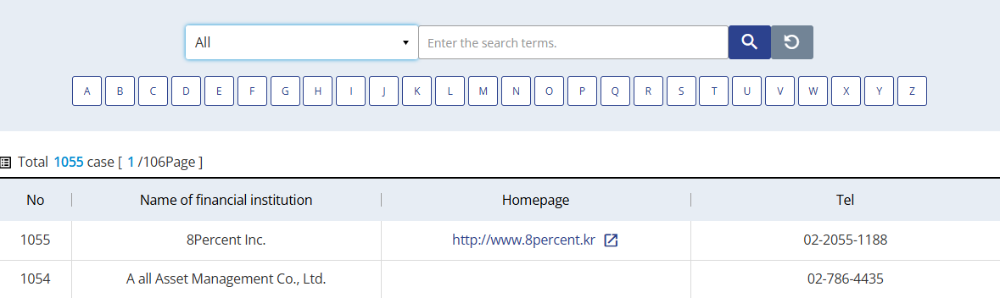 All Enter the search terms.
A B C D E F G H I J K L M N O P Q R S T U V W X Y Z
Total 1055 case [ 1 /106Page ]
No Name of financial institution Homepage Tel
1055 8Percent Inc. http://www.8percent.kr 02-2055-1188
1054 A all Asset Management Co., Ltd. 02-786-4435